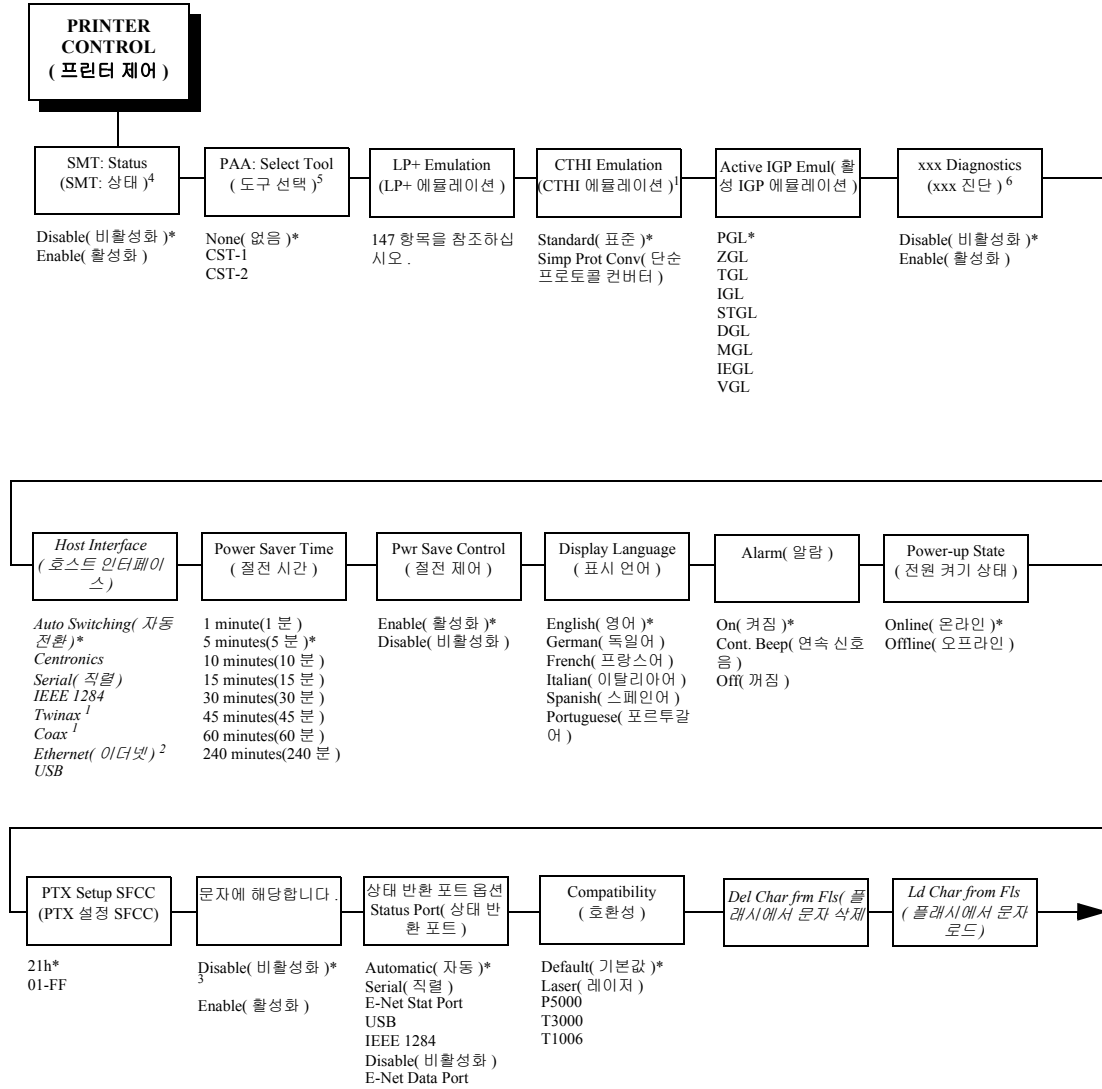 PRINTER
CONTROL
( 프린터 제어 )
SMT: Status
(SMT: 상태 )4
Disable( 비활성화 )*
Enable( 활성화 )
PAA: Select Tool
( 도구 선택 )5
None( 없음 )*
CST-1
CST-2
LP+ Emulation
(LP+ 에뮬레이션 )
147 항목을 참조하십
시오 .
CTHI Emulation
(CTHI 에뮬레이션 )1
Standard( 표준 )*
Simp Prot Conv( 단순
프로토콜 컨버터 )
Active IGP Emul( 활
성 IGP 에뮬레이션 )
PGL*
ZGL
TGL
IGL
STGL
DGL
MGL
IEGL
VGL
xxx Diagnostics
(xxx 진단 ) 6
Disable( 비활성화 )*
Enable( 활성화 )
Host Interface
( 호스트 인터페이
스 )
Auto Switching( 자동
전환 )*
Centronics
Serial( 직렬 )
IEEE 1284
Twinax 1
Coax 1
Ethernet( 이더넷 ) 2
USB
Power Saver Time
( 절전 시간 )
1 minute(1 분 )
5 minutes(5 분 )*
10 minutes(10 분 )
15 minutes(15 분 )
30 minutes(30 분 )
45 minutes(45 분 )
60 minutes(60 분 )
240 minutes(240 분 )
Pwr Save Control
( 절전 제어 )
Enable( 활성화 )*
Disable( 비활성화 )
Display Language
( 표시 언어 )
English( 영어 )*
German( 독일어 )
French( 프랑스어 )
Italian( 이탈리아어 )
Spanish( 스페인어 )
Portuguese( 포르투갈
어 )
Alarm( 알람 )
On( 켜짐 )*
Cont. Beep( 연속 신호
음 )
Off( 꺼짐 )
Power-up State
( 전원 켜기 상태 )
Online( 온라인 )*
Offline( 오프라인 )
PTX Setup SFCC
(PTX 설정 SFCC)
21h*
01-FF
문자에 해당합니다 .
Disable( 비활성화 )*
3
Enable( 활성화 )
상태 반환 포트 옵션
Status Port( 상태 반
환 포트 )
Automatic( 자동 )*
Serial( 직렬 )
E-Net Stat Port
USB
IEEE 1284
Disable( 비활성화 )
E-Net Data Port
Compatibility
( 호환성 )
Default( 기본값 )*
Laser( 레이저 )
P5000
T3000
T1006
Del Char frm Fls( 플
래시에서 문자 삭제
Ld Char from Fls
( 플래시에서 문자
로드 )